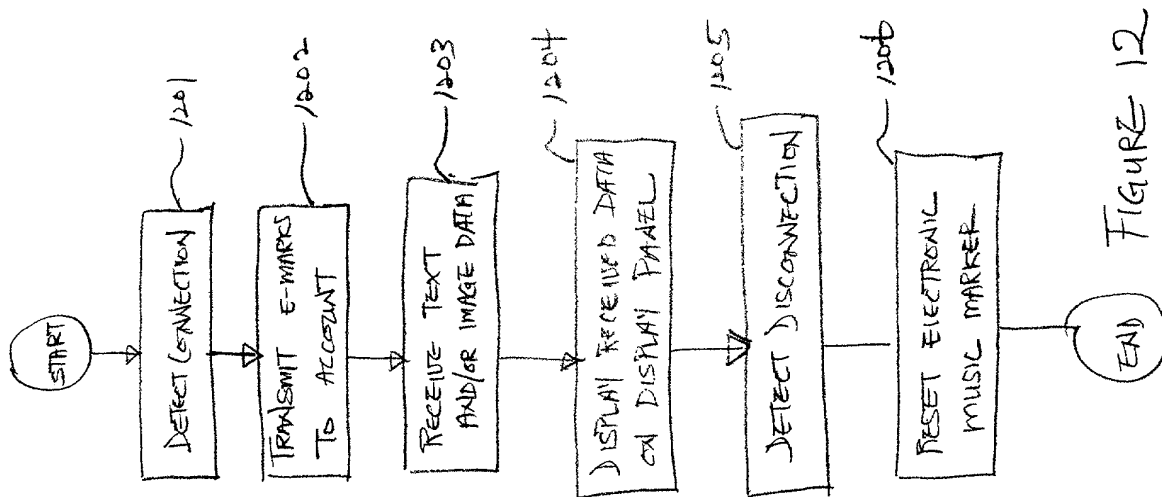 START
DETECT CONNECTION
1201
TRANSMIT E-MARKS
TO ACCOUNT
1202
RECEIVE TEXT
AND/OR IMAGE DATA
1203
DISPLAY RECEIVED DATA
ON DISPLAY PANEL
1204
DETECT DISCONNECTION
1205
RESET ELECTRONIC
MUSIC MARKER
1206
END
FIGURE 12